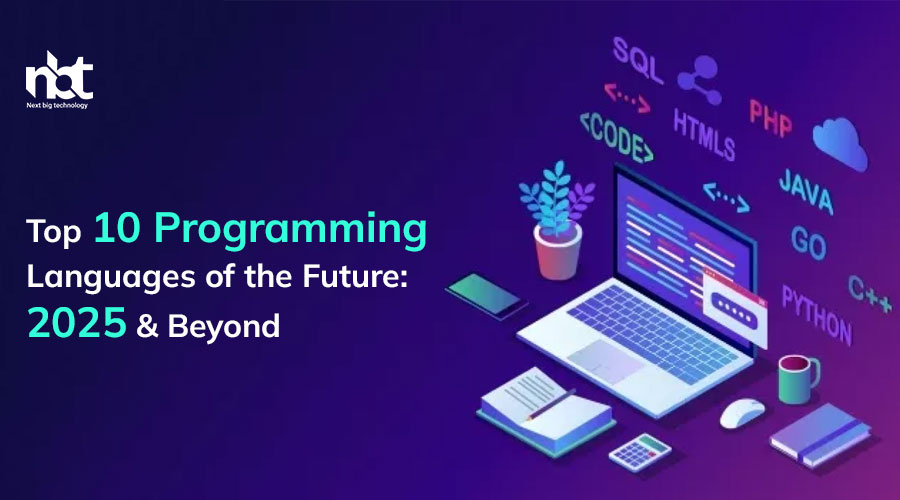 nbt
Next big technology
Top 10 Programming
Languages of the Future:
2025 & Beyond
SQL
<...>
<CODE>
HTMLS
PHP
<...>
JAVA
GO
C++
PYTHON